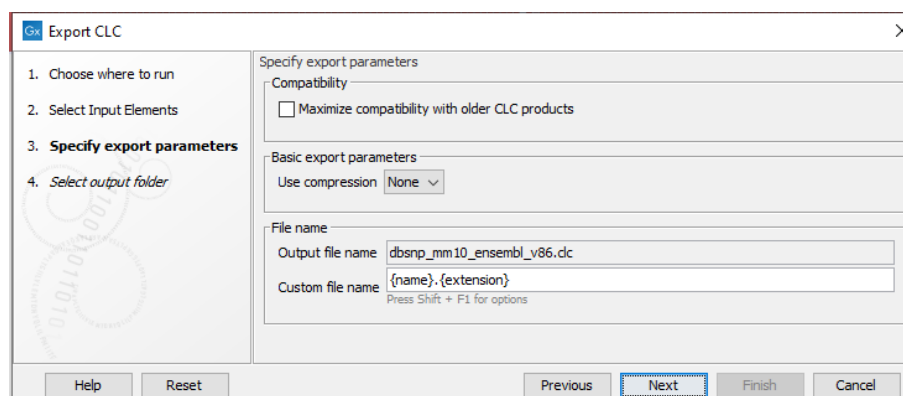 Gx Export CLC
1. Choose where to run
2. Select Input Elements
3. Specify export parameters
4. Select output folder
Specify export parameters
Compatibility
Maximize compatibility with older CLC products
Basic export parameters
Use compression None
File name
Output file name dbsnp_mm10_ensembl_v86.clc
Custom file name {name}.{extension}
Press Shift + F1 for options
Help Reset Previous Next Finish Cancel